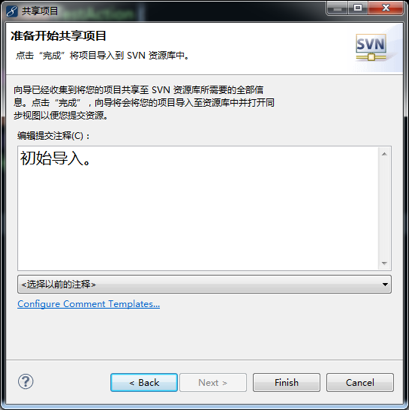 共享项目
准备开始共享项目
点击“完成”将项目导入到 SVN 资源库中。
SVN
向导已经收集到将您的项目共享至 SVN 资源库所需要的全部信
息。点击“完成”，向导将会将您的项目导入至资源库中并打开同
步视图以便您提交资源。
编辑提交注释(C)：
初始导入。
<选择以前的注释>
Configure Comment Templates...
< Back
Next >
Finish
Cancel